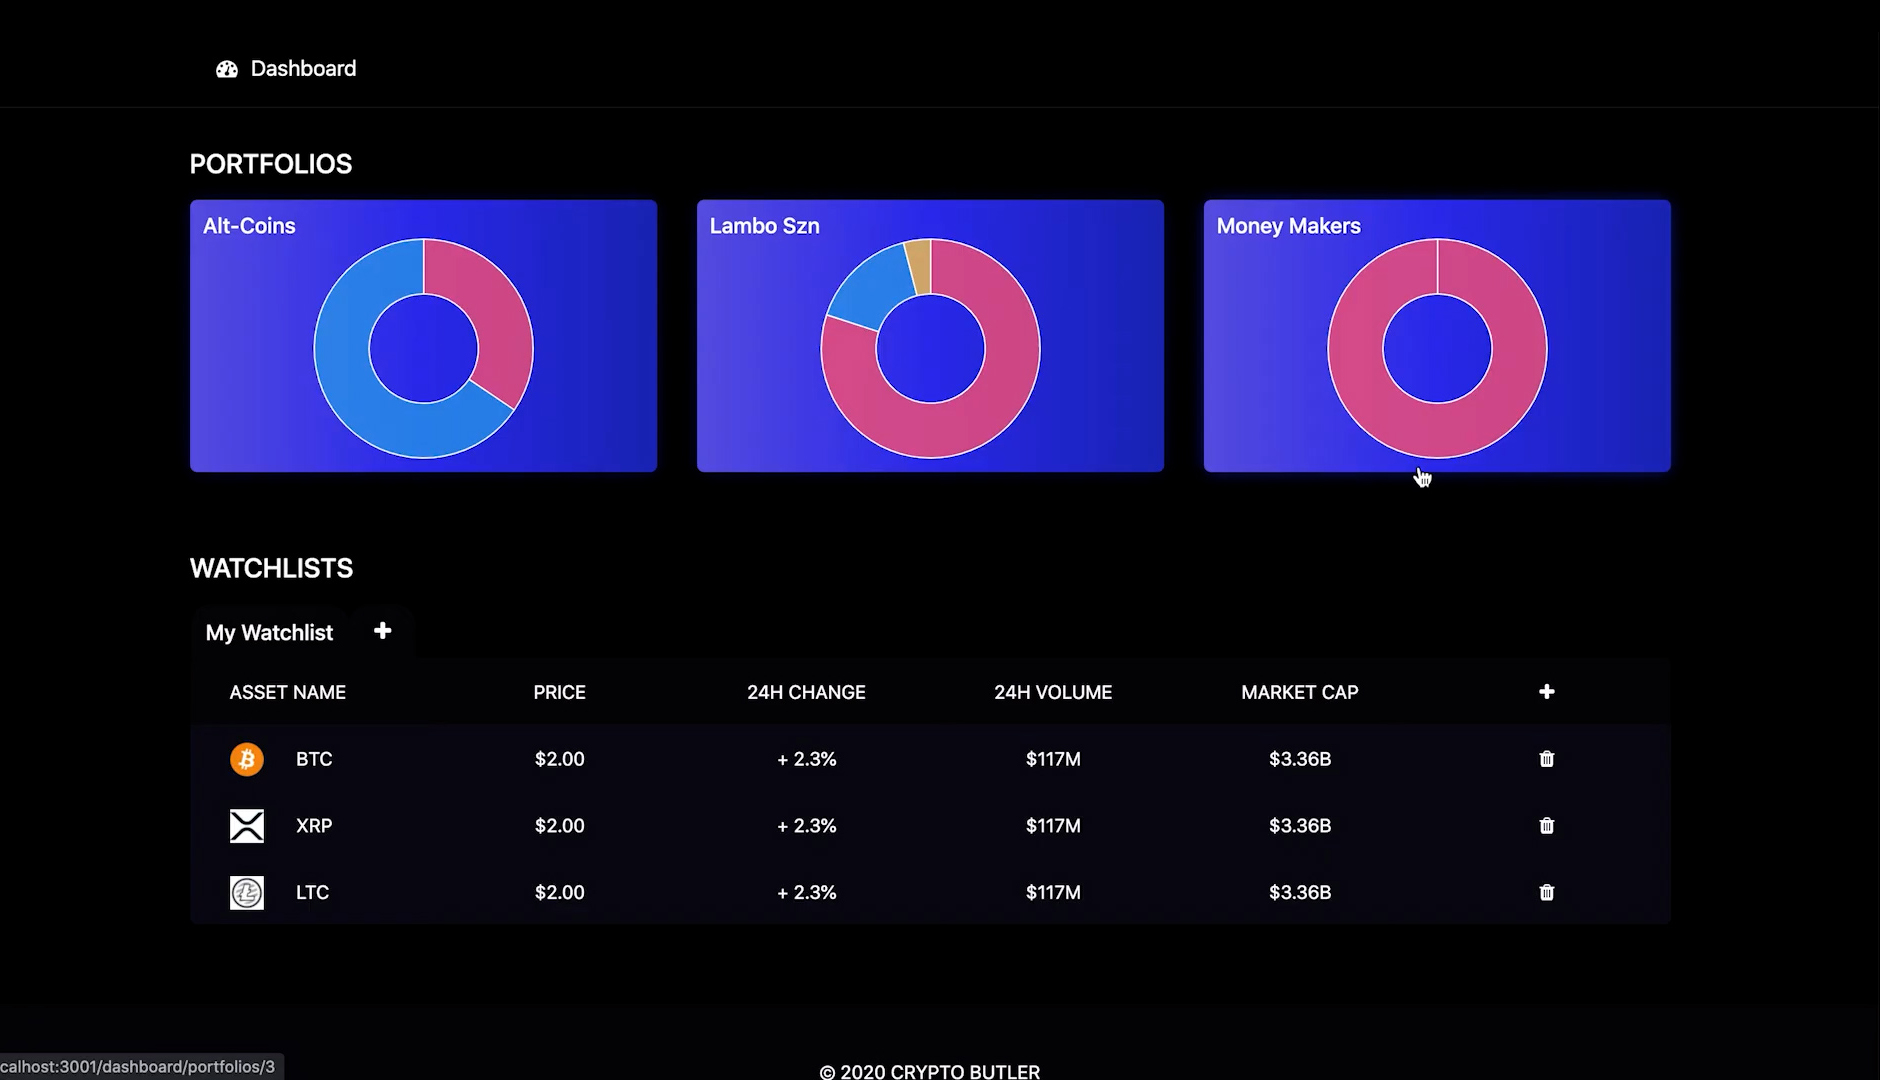 Dashboard
PORTFOLIOS
Alt-Coins
Lambo Szn
Money Makers
WATCHLISTS
My Watchlist +
ASSET NAME PRICE 24H CHANGE 24H VOLUME MARKET CAP +
BTC $2.00 + 2.3% $117M $3.36B
XRP $2.00 + 2.3% $117M $3.36B
LTC $2.00 + 2.3% $117M $3.36B
calhost:3001/dashboard/portfolios/3
© 2020 CRYPTO BUTLER